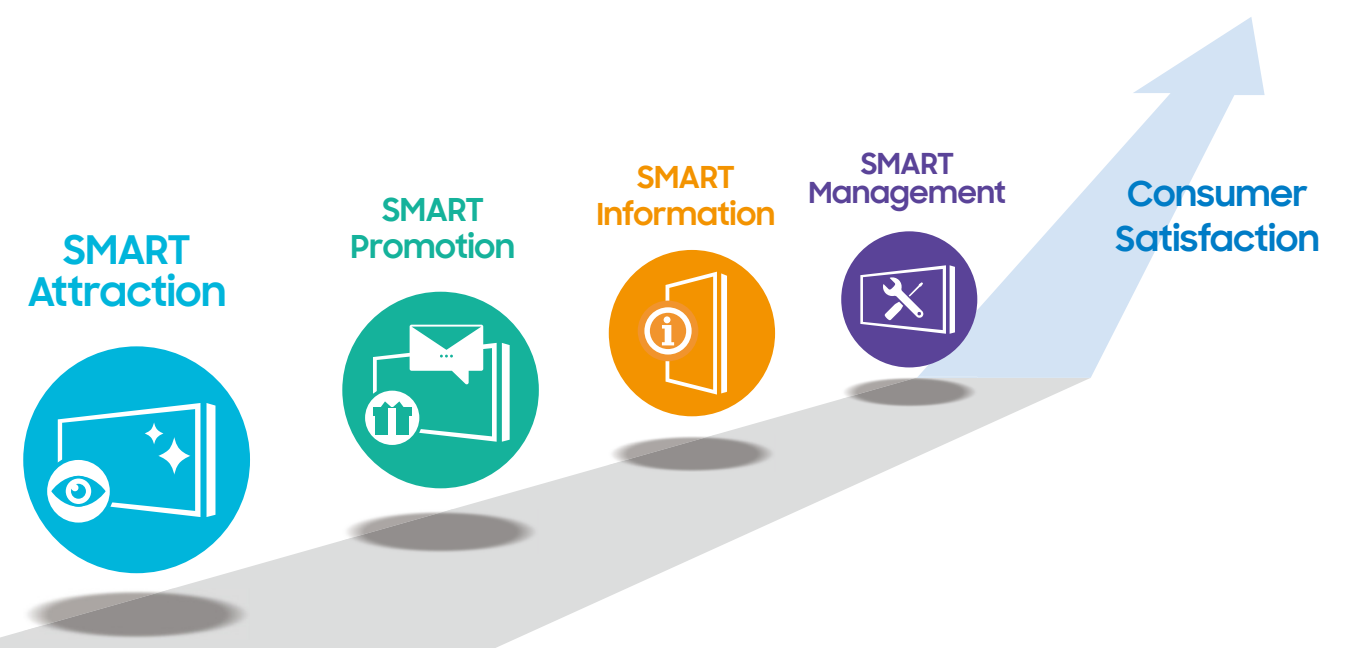 SMART
Attraction
SMART
Promotion
SMART
Information
SMART
Management
Consumer
Satisfaction